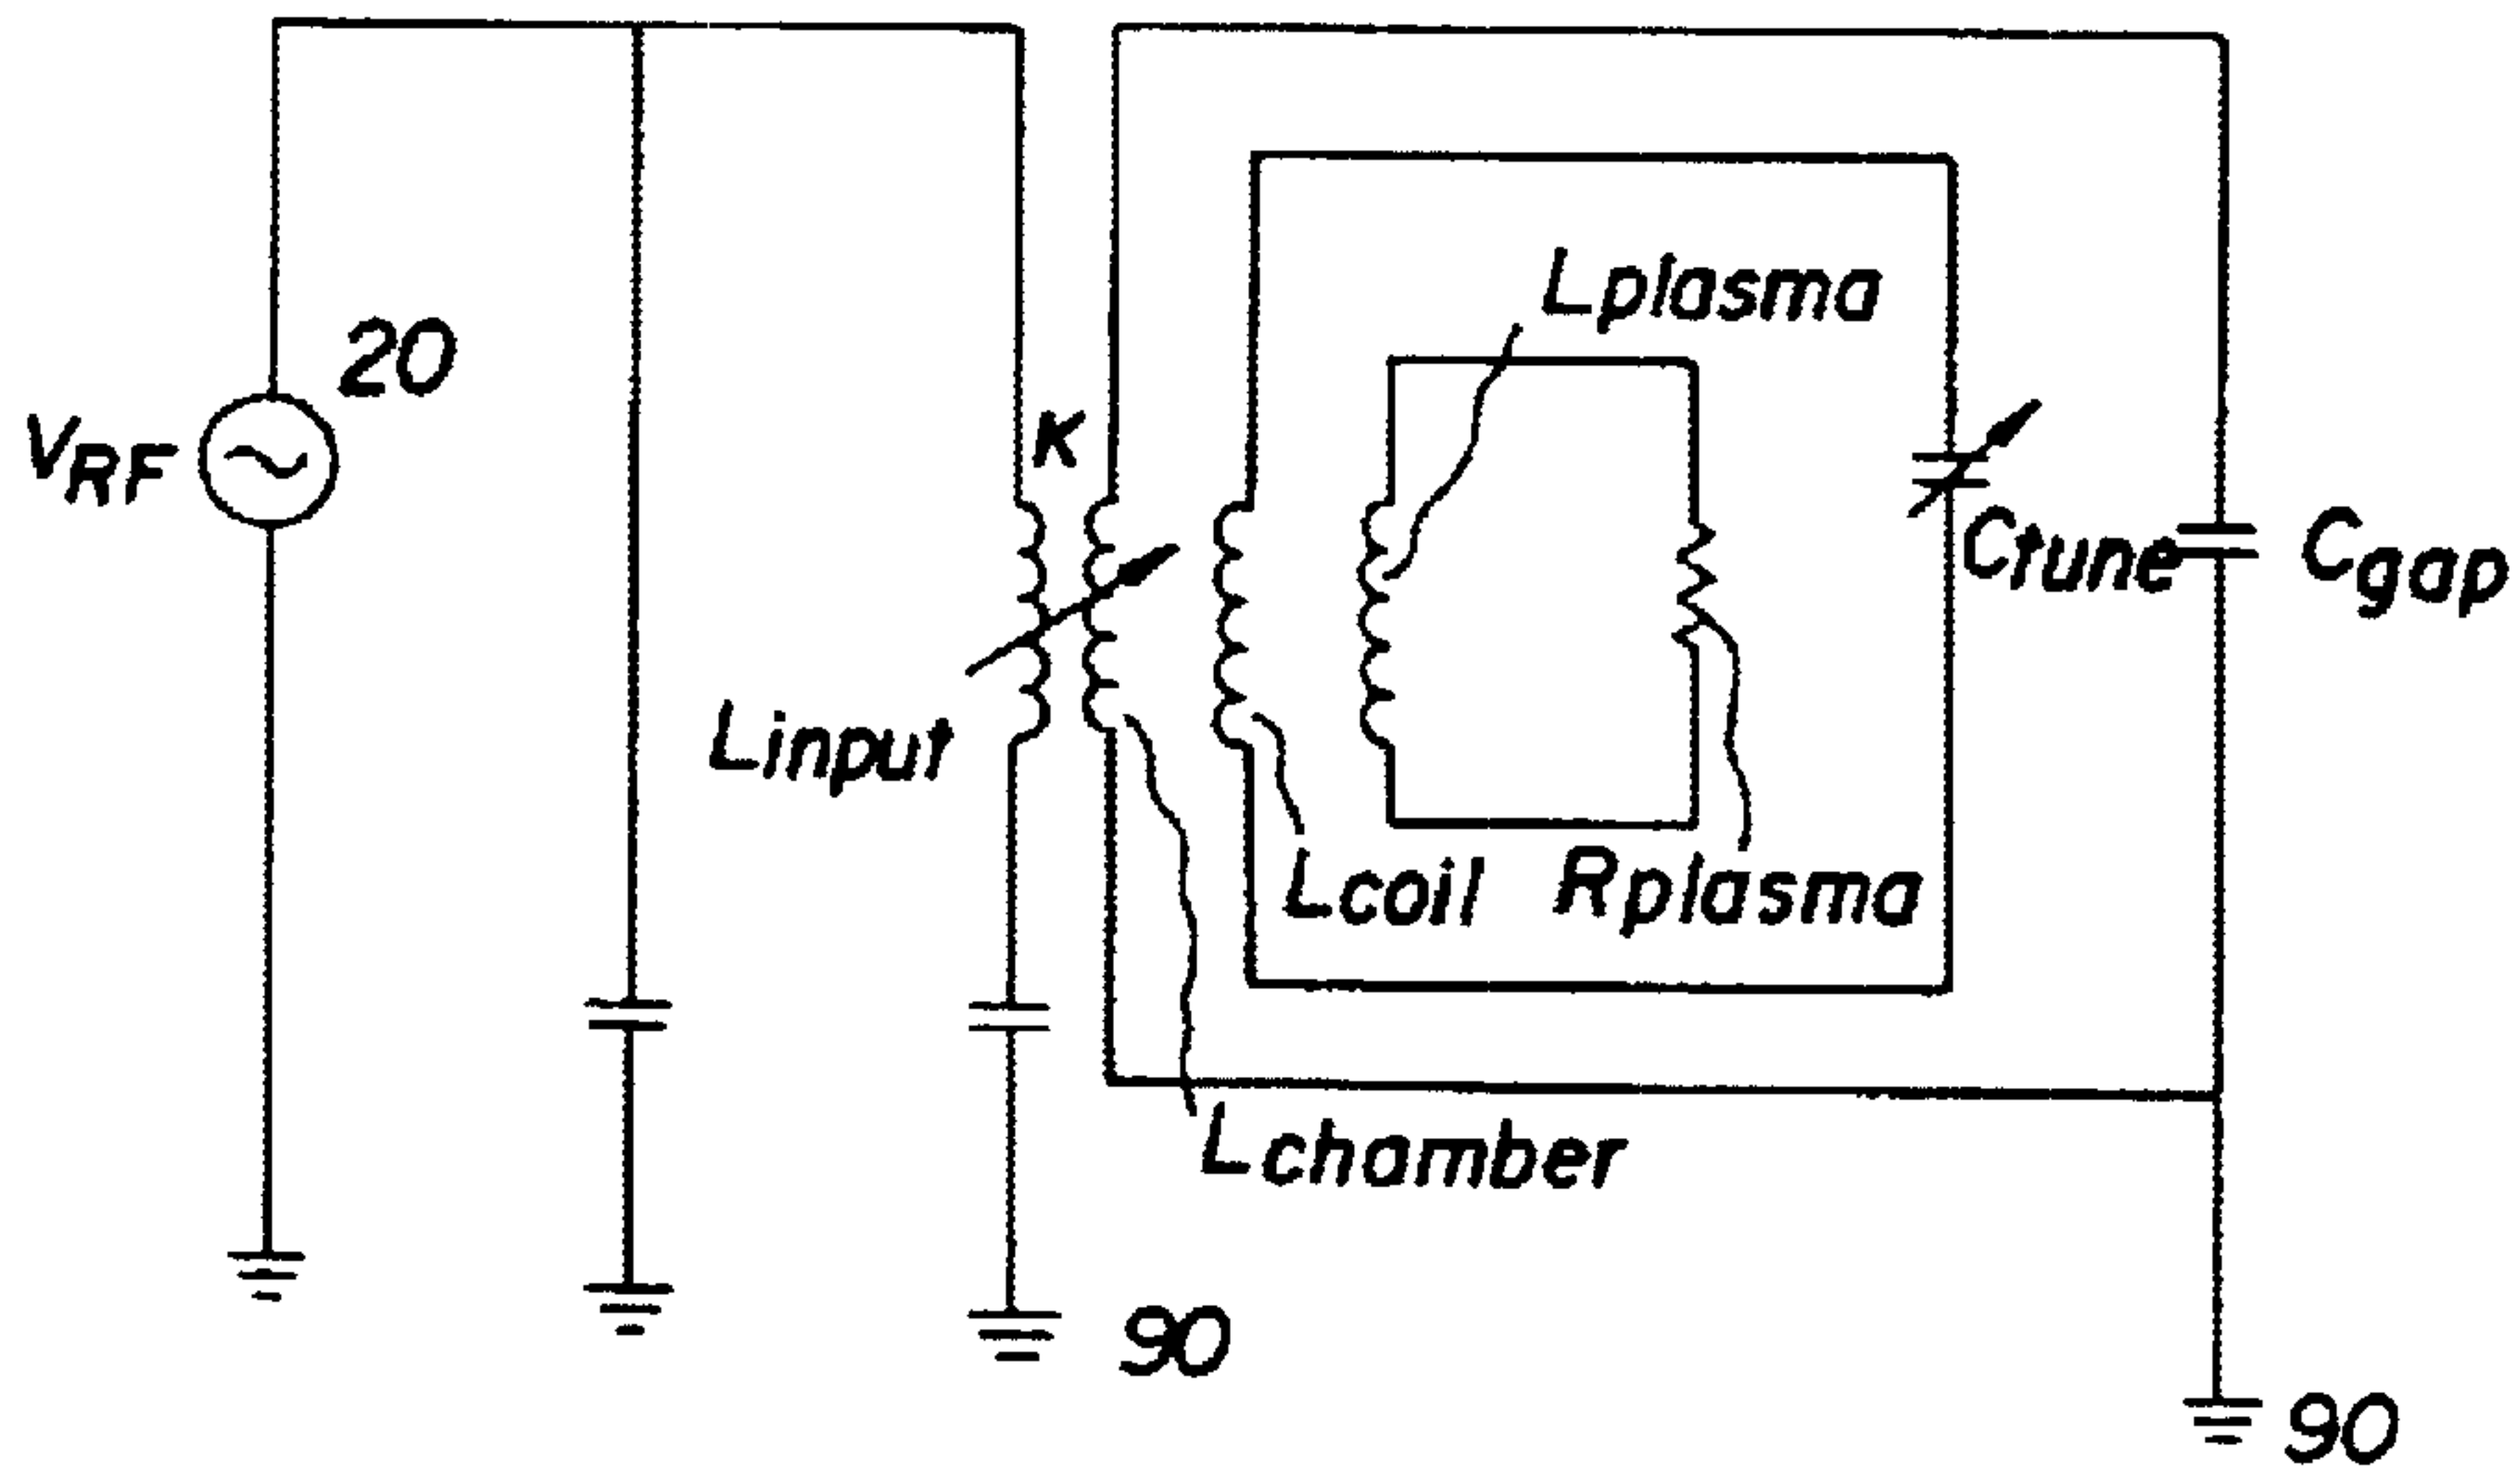 Lplasma
20
VRF
K
Ctune
Cgap
Linput
Lcoil
Rplasma
Lchamber
90
90